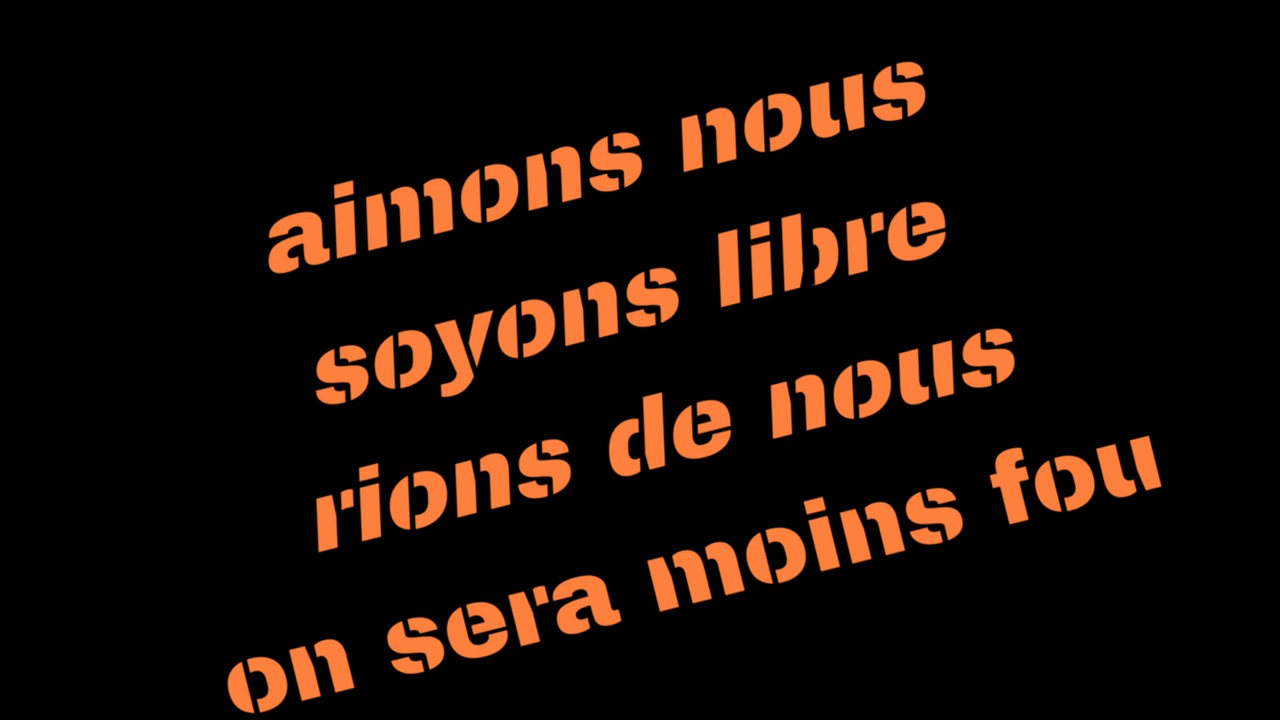 aimons nous
soyons libre
rions de nous
on sera moins fou